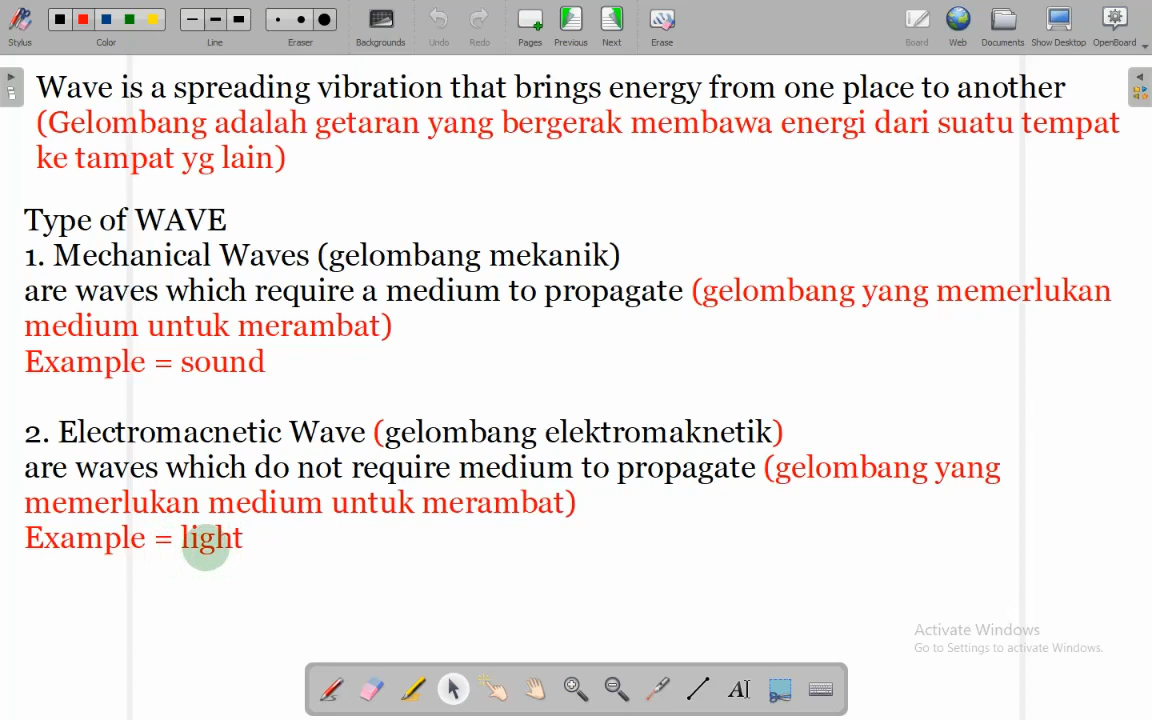 Stylus Color Line Eraser Backgrounds Undo Redo Pages Previous Next Erase Board Web Documents Show Desktop OpenBoard
Wave is a spreading vibration that brings energy from one place to another
(Gelombang adalah getaran yang bergerak membawa energi dari suatu tempat
ke tampat yg lain)
Type of WAVE
1. Mechanical Waves (gelombang mekanik)
are waves which require a medium to propagate (gelombang yang memerlukan
medium untuk merambat)
Example = sound
2. Electromacnetic Wave (gelombang elektromaknetik)
are waves which do not require medium to propagate (gelombang yang
memerlukan medium untuk merambat)
Example = light
Activate Windows
Go to Settings to activate Windows.
AI